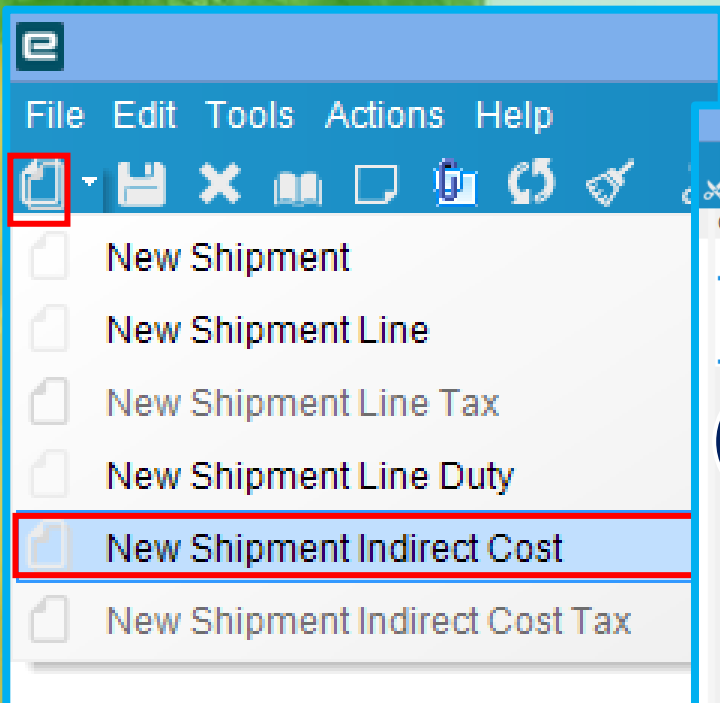 e
File Edit Tools Actions Help
New Shipment
New Shipment Line
New Shipment Line Tax
New Shipment Line Duty
New Shipment Indirect Cost
New Shipment Indirect Cost Tax